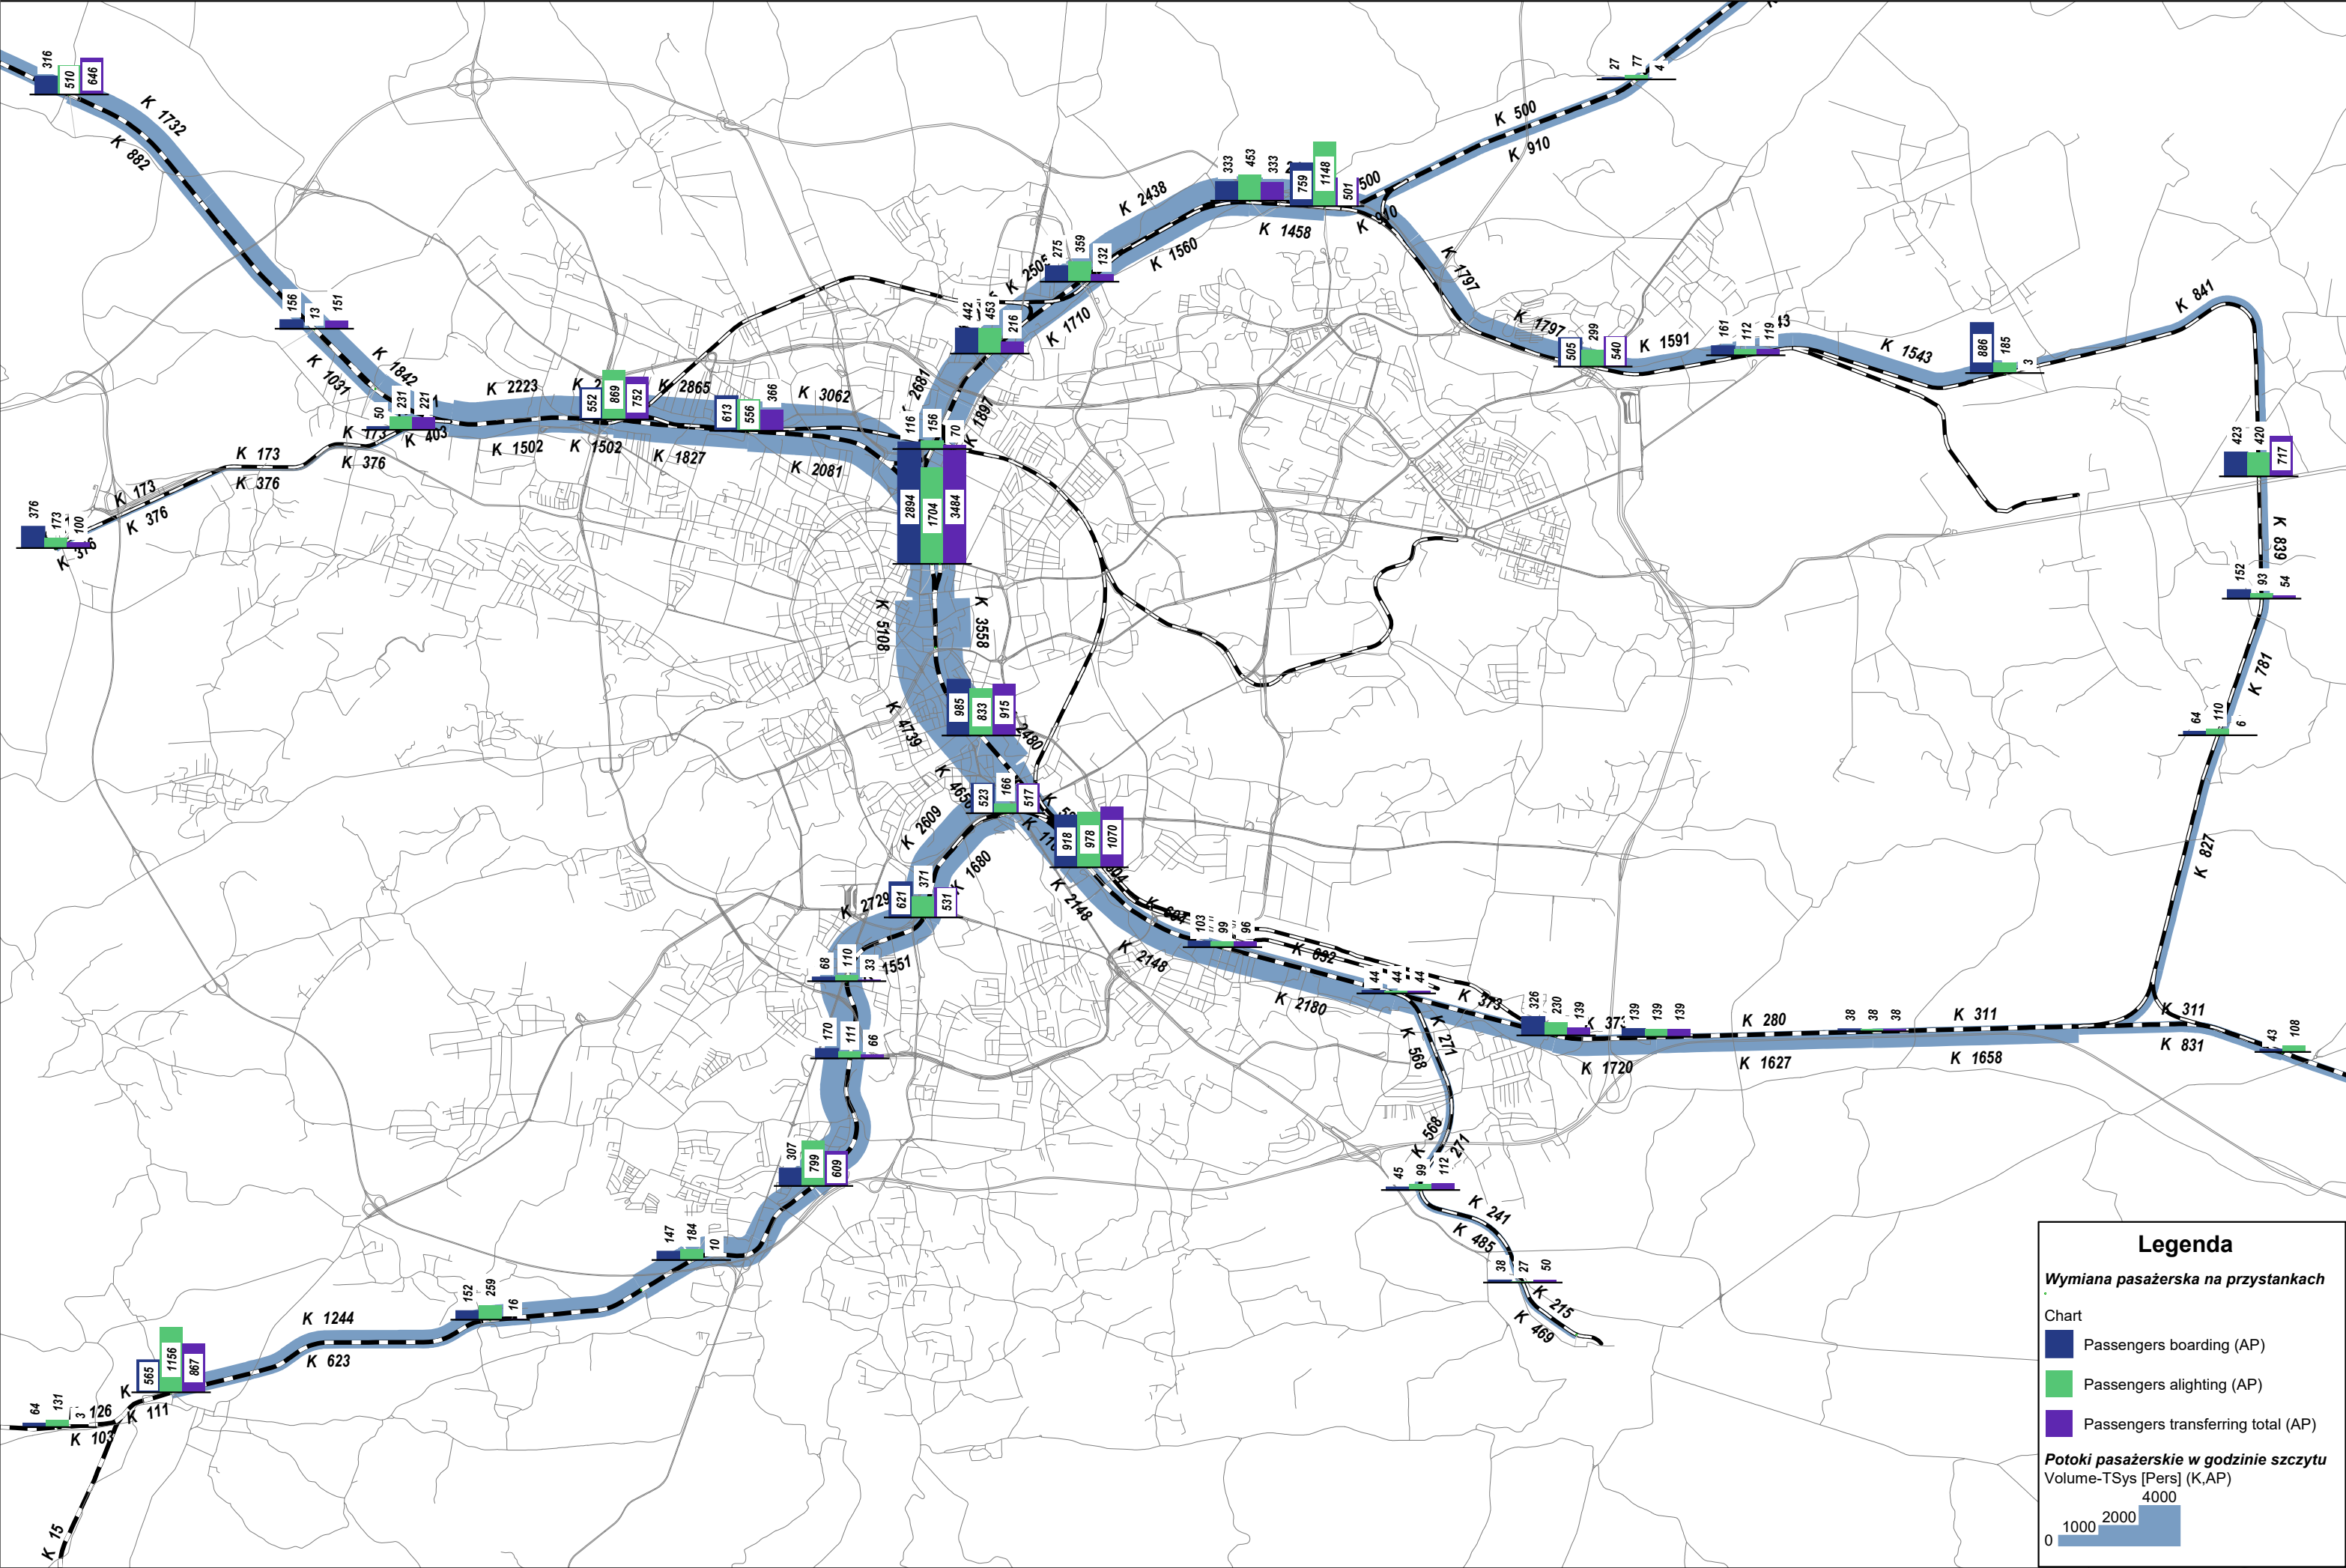 316
510
646
K 1732
K 882
27
77
4
K 500
K 910
333
453
333
759
1148
501
500
K 910
K 2438
K 1560
K 1458
275
359
132
K 2505
K 1710
442
453
216
K 1797
K 1797
505
299
540
K 1591
161
112
119
K 1543
886
185
3
K 841
156
13
151
K 1031
K 1842
50
231
221
K 403
K 173
K 376
K 173
K 376
K 173
K 376
376
173
100
K 376
K 2223
K 1502
552
869
752
K 1502
K 2865
K 1827
613
556
366
K 3062
K 2081
K 2681
K 1897
116
156
70
2894
1704
3484
423
420
717
K 839
152
93
54
K 781
64
110
6
K 827
K 5108
K 3558
985
833
915
K 4739
2480
523
166
517
918
978
1070
K 2609
K 1680
K 2148
621
371
531
K 2729
1551
68
110
33
K 2148
103
99
96
K 692
44
44
44
K 2180
K 373
326
230
139
139
139
139
K 1720
K 280
K 1627
38
38
38
K 311
K 1658
K 311
K 831
43
108
170
111
66
K 568
K 271
K 568
271
45
99
112
K 241
K 485
38
27
50
K 215
K 469
307
799
609
147
184
10
152
259
16
K 1244
K 623
565
1156
867
64
131
3
126
K 111
K 103
K 15
Legenda
Wymiana pasażerska na przystankach
Chart
Passengers boarding (AP)
Passengers alighting (AP)
Passengers transferring total (AP)
Potoki pasażerskie w godzinie szczytu
Volume-TSys [Pers] (K,AP)
0 1000 2000 4000